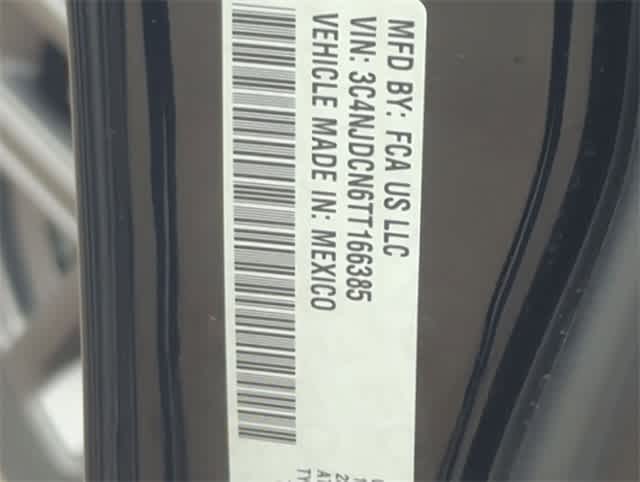 MFD BY: FCA US LLC
VIN: 3C4NJDCN6TT166385
VEHICLE MADE IN: MEXICO